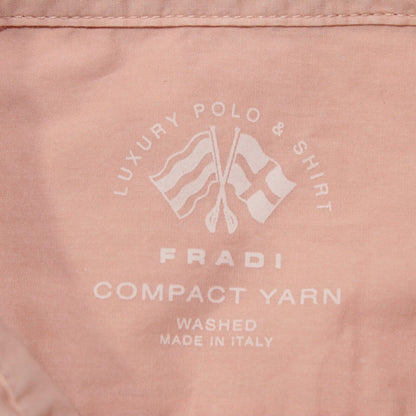 LUXURY POLO & SHIRT
FRADI
COMPACT YARN
WASHED
MADE IN ITALY